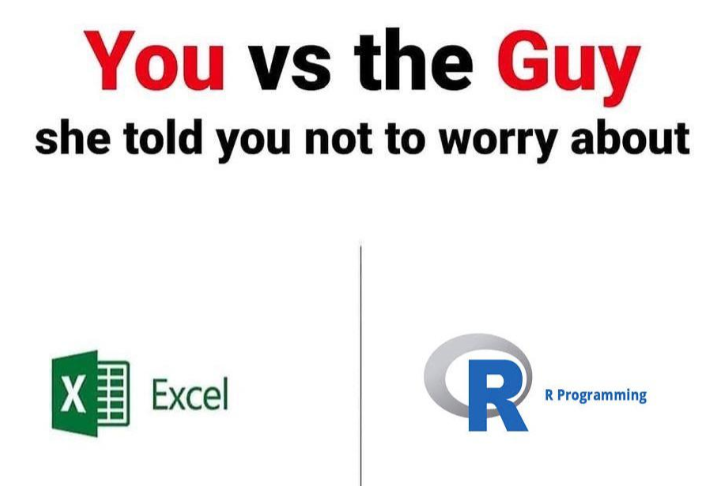 You vs the Guy
she told you not to worry about
X Excel
R R Programming